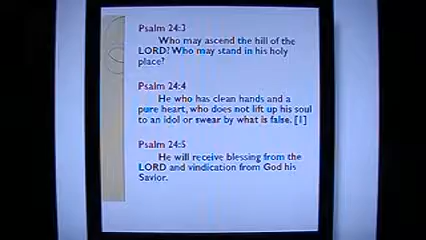 Psalm 24:3
Who may ascend the hill of the
LORD? Who may stand in his holy
place?
Psalm 24:4
He who has clean hands and a
pure heart, who does not lift up his soul
to an idol or swear by what is false. [1]
Psalm 24:5
He will receive blessing from the
LORD and vindication from God his
Savior.